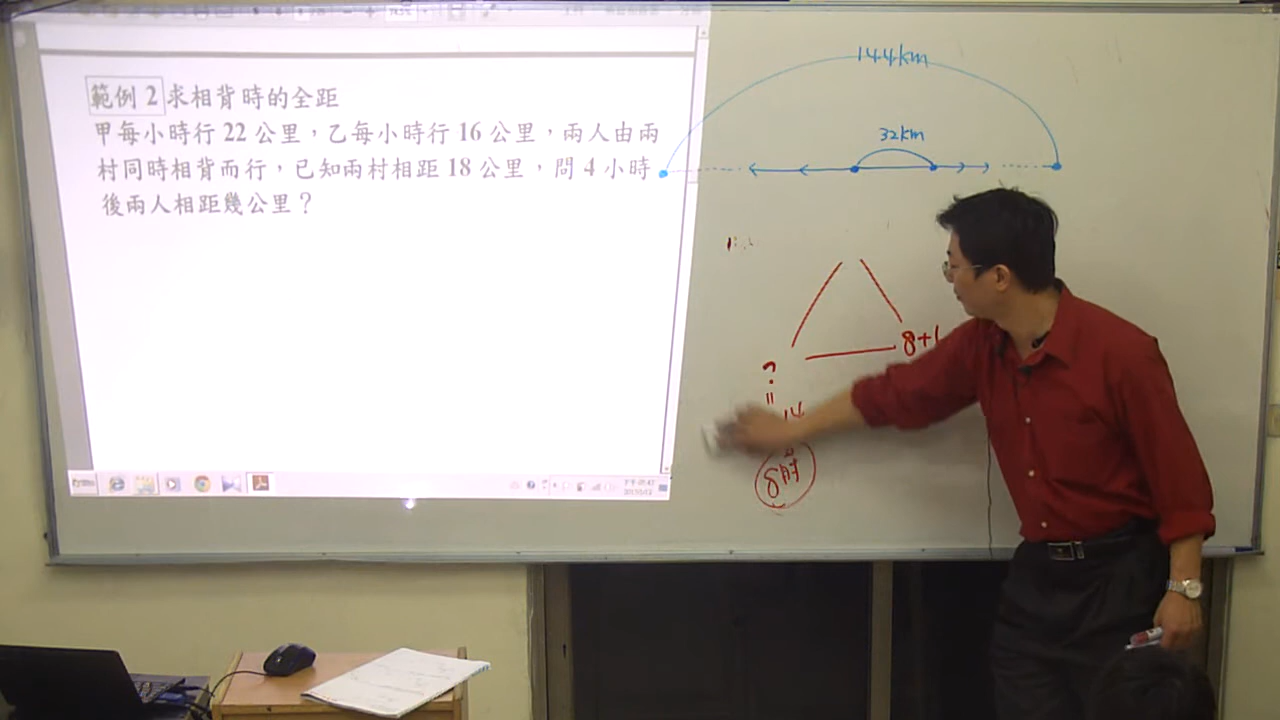 範例 2 求相背時的全距
甲每小時行 22 公里，乙每小時行 16 公里，兩人由兩
村同時相背而行，已知兩村相距 18 公里，問 4 小時
後兩人相距幾公里？
144km
32km
8+
?
=
14
8時